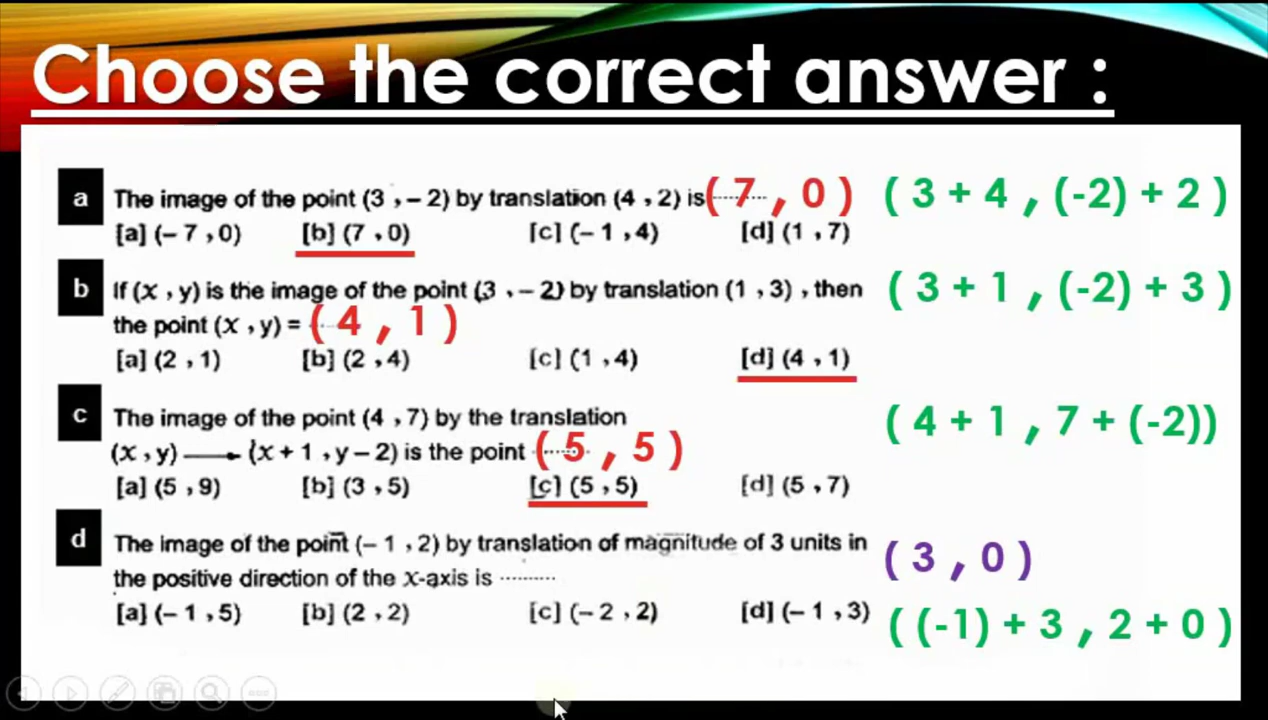 Choose the correct answer :
a The image of the point (3 , – 2) by translation (4 , 2) is ( 7 , 0 ) ( 3 + 4 , (-2) + 2 )
[a] (– 7 , 0) [b] (7 , 0) [c] (– 1 , 4) [d] (1 , 7)
b If (x , y) is the image of the point (3 , – 2) by translation (1 , 3) , then ( 3 + 1 , (-2) + 3 )
the point (x , y) = ( 4 , 1 )
[a] (2 , 1) [b] (2 , 4) [c] (1 , 4) [d] (4 , 1)
c The image of the point (4 , 7) by the translation ( 4 + 1 , 7 + (-2))
(x , y) → (x + 1 , y – 2) is the point ( 5 , 5 )
[a] (5 , 9) [b] (3 , 5) [c] (5 , 5) [d] (5 , 7)
d The image of the point (– 1 , 2) by translation of magnitude of 3 units in ( 3 , 0 )
the positive direction of the x-axis is ··········
[a] (– 1 , 5) [b] (2 , 2) [c] (– 2 , 2) [d] (– 1 , 3) ( (-1) + 3 , 2 + 0 )